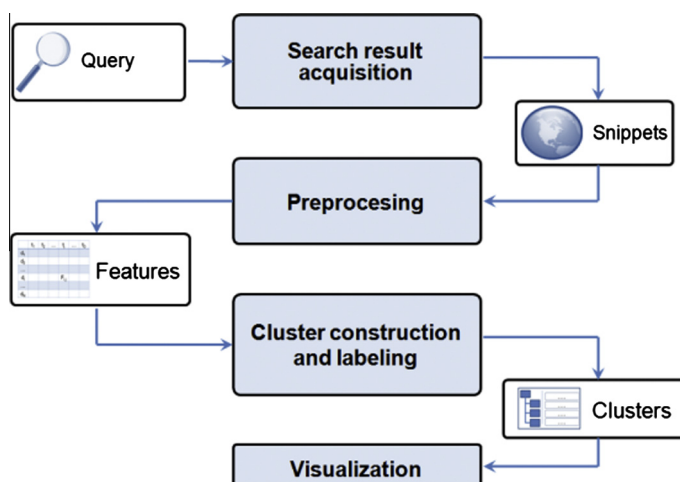 Query
Search result
acquisition
Snippets
Preprocesing
Features
Cluster construction
and labeling
Clusters
Visualization